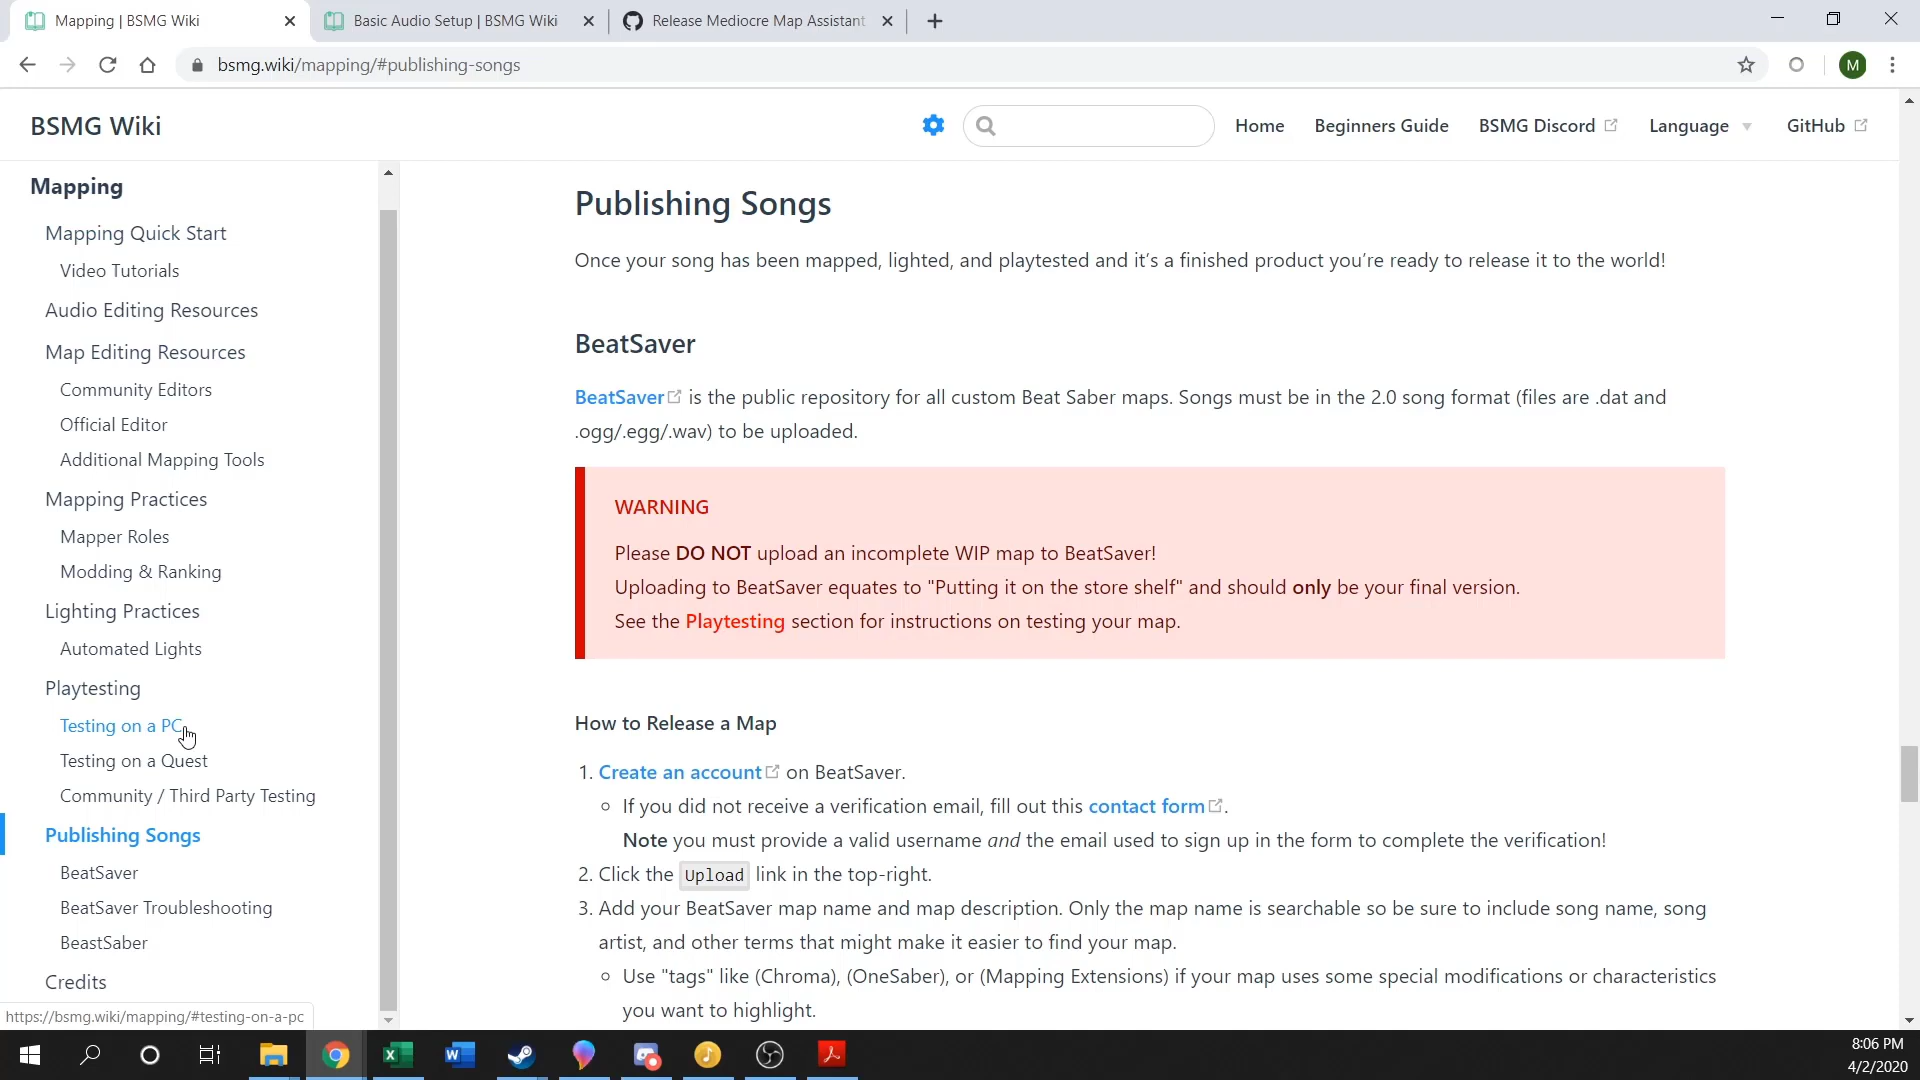 Mapping | BSMG Wiki
Basic Audio Setup | BSMG Wiki
Release Mediocre Map Assistant
bsmg.wiki/mapping/#publishing-songs
M
BSMG Wiki
Home
Beginners Guide
BSMG Discord
Language
GitHub
Mapping
Mapping Quick Start
Video Tutorials
Audio Editing Resources
Map Editing Resources
Community Editors
Official Editor
Additional Mapping Tools
Mapping Practices
Mapper Roles
Modding & Ranking
Lighting Practices
Automated Lights
Playtesting
Testing on a PC
Testing on a Quest
Community / Third Party Testing
Publishing Songs
BeatSaver
BeatSaver Troubleshooting
BeastSaber
Credits
https://bsmg.wiki/mapping/#testing-on-a-pc
Publishing Songs
Once your song has been mapped, lighted, and playtested and it's a finished product you're ready to release it to the world!
BeatSaver
BeatSaver is the public repository for all custom Beat Saber maps. Songs must be in the 2.0 song format (files are .dat and
.ogg/.egg/.wav) to be uploaded.
WARNING
Please DO NOT upload an incomplete WIP map to BeatSaver!
Uploading to BeatSaver equates to "Putting it on the store shelf" and should only be your final version.
See the Playtesting section for instructions on testing your map.
How to Release a Map
1. Create an account on BeatSaver.
If you did not receive a verification email, fill out this contact form.
Note you must provide a valid username and the email used to sign up in the form to complete the verification!
2. Click the Upload link in the top-right.
3. Add your BeatSaver map name and map description. Only the map name is searchable so be sure to include song name, song
artist, and other terms that might make it easier to find your map.
Use "tags" like (Chroma), (OneSaber), or (Mapping Extensions) if your map uses some special modifications or characteristics
you want to highlight.
8:06 PM
4/2/2020